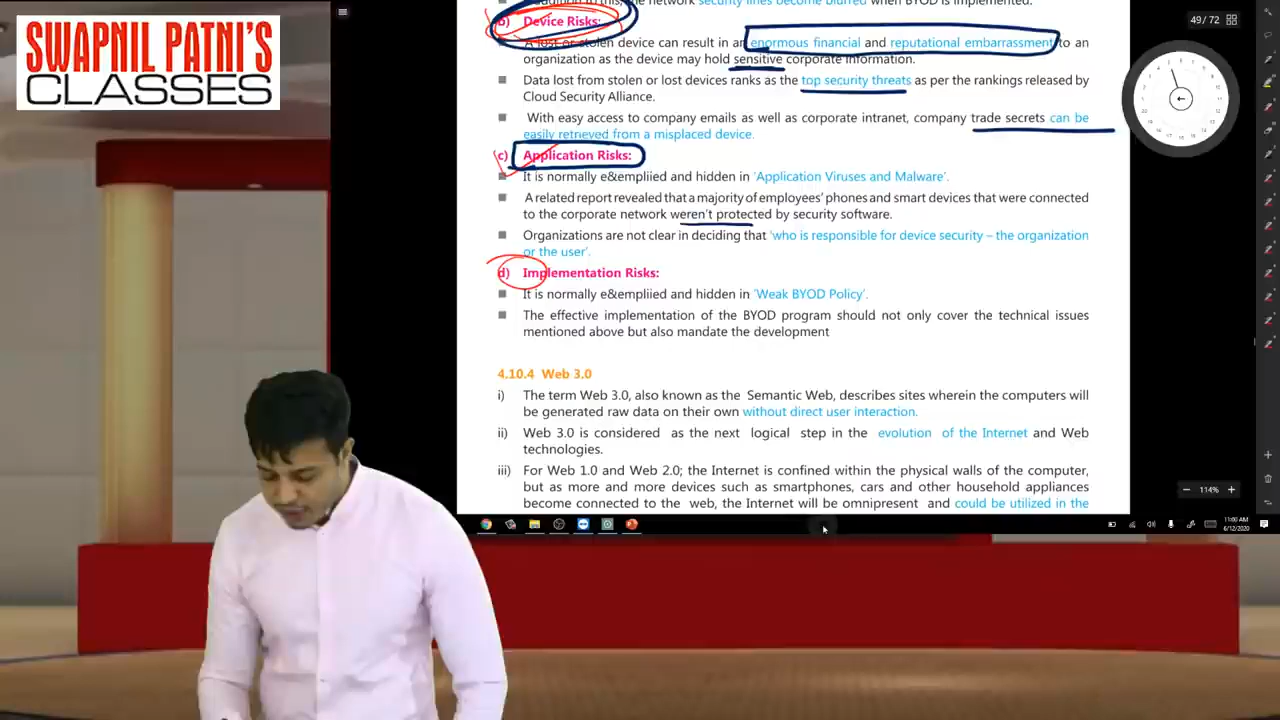 SWAPNIL PATNI'S
CLASSES
49 / 72
security lines become blurred when BYOD is implemented.
b) Device Risks:
A lost or stolen device can result in an enormous financial and reputational embarrassment to an
organization as the device may hold sensitive corporate information.
Data lost from stolen or lost devices ranks as the top security threats as per the rankings released by
Cloud Security Alliance.
With easy access to company emails as well as corporate intranet, company trade secrets can be
easily retrieved from a misplaced device.
c) Application Risks:
It is normally e&empliied and hidden in 'Application Viruses and Malware'.
A related report revealed that a majority of employees' phones and smart devices that were connected
to the corporate network weren't protected by security software.
Organizations are not clear in deciding that 'who is responsible for device security – the organization
or the user'.
d) Implementation Risks:
It is normally e&empliied and hidden in 'Weak BYOD Policy'.
The effective implementation of the BYOD program should not only cover the technical issues
mentioned above but also mandate the development
4.10.4 Web 3.0
i) The term Web 3.0, also known as the Semantic Web, describes sites wherein the computers will
be generated raw data on their own without direct user interaction.
ii) Web 3.0 is considered as the next logical step in the evolution of the Internet and Web
technologies.
iii) For Web 1.0 and Web 2.0; the Internet is confined within the physical walls of the computer,
but as more and more devices such as smartphones, cars and other household appliances
become connected to the web, the Internet will be omnipresent and could be utilized in the
114%
11:00 AM
6/12/2020